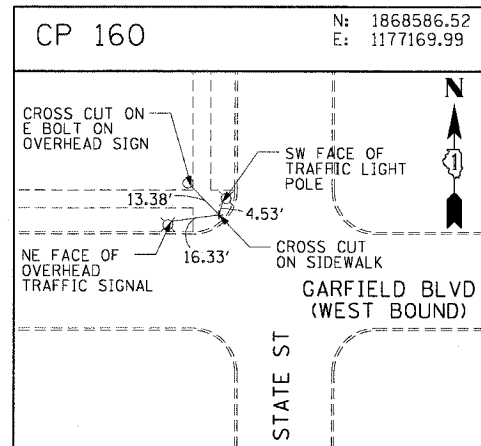 CP 160
N: 1868586.52
E: 1177169.99
CROSS CUT ON
E BOLT ON
OVERHEAD SIGN
N
1
SW FACE OF
TRAFFIC LIGHT
POLE
13.38'
4.53'
16.33'
NE FACE OF
OVERHEAD
TRAFFIC SIGNAL
CROSS CUT
ON SIDEWALK
GARFIELD BLVD
(WEST BOUND)
STATE ST